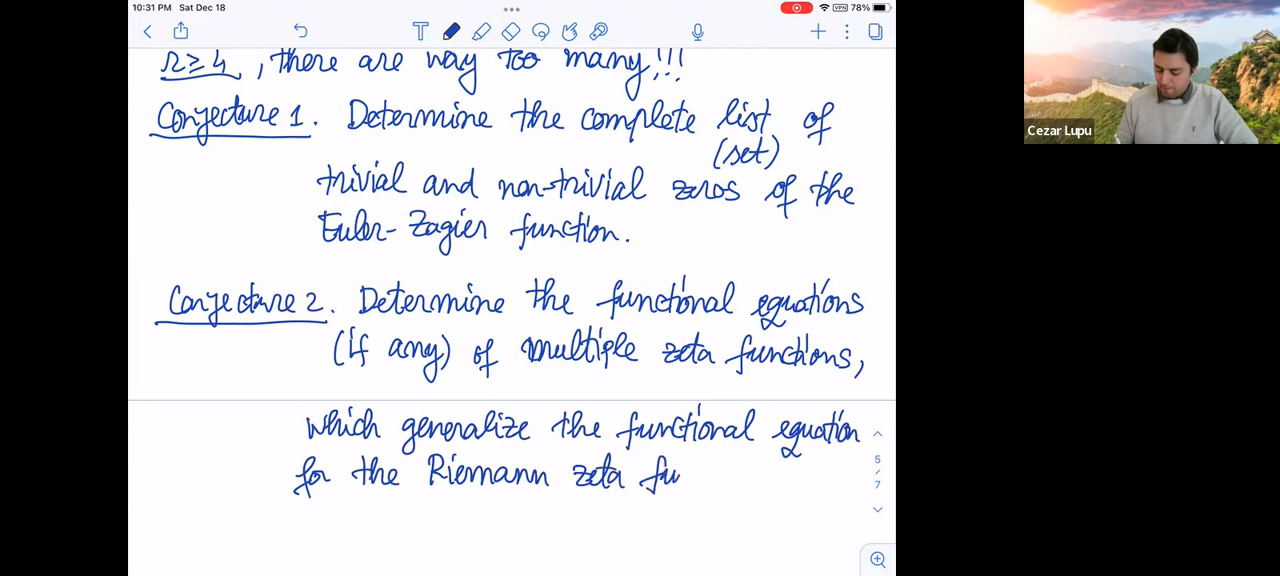 10:31 PM Sat Dec 18
VPN 78%
r≥4, there are way too many!!!
Conjecture 1. Determine the complete list of
(set)
trivial and non-trivial zeros of the
Euler-Zagier function.
Conjecture 2. Determine the functional equations
(if any) of multiple zeta functions,
which generalize the functional equation
for the Riemann zeta fu
5
/
7
Cezar Lupu